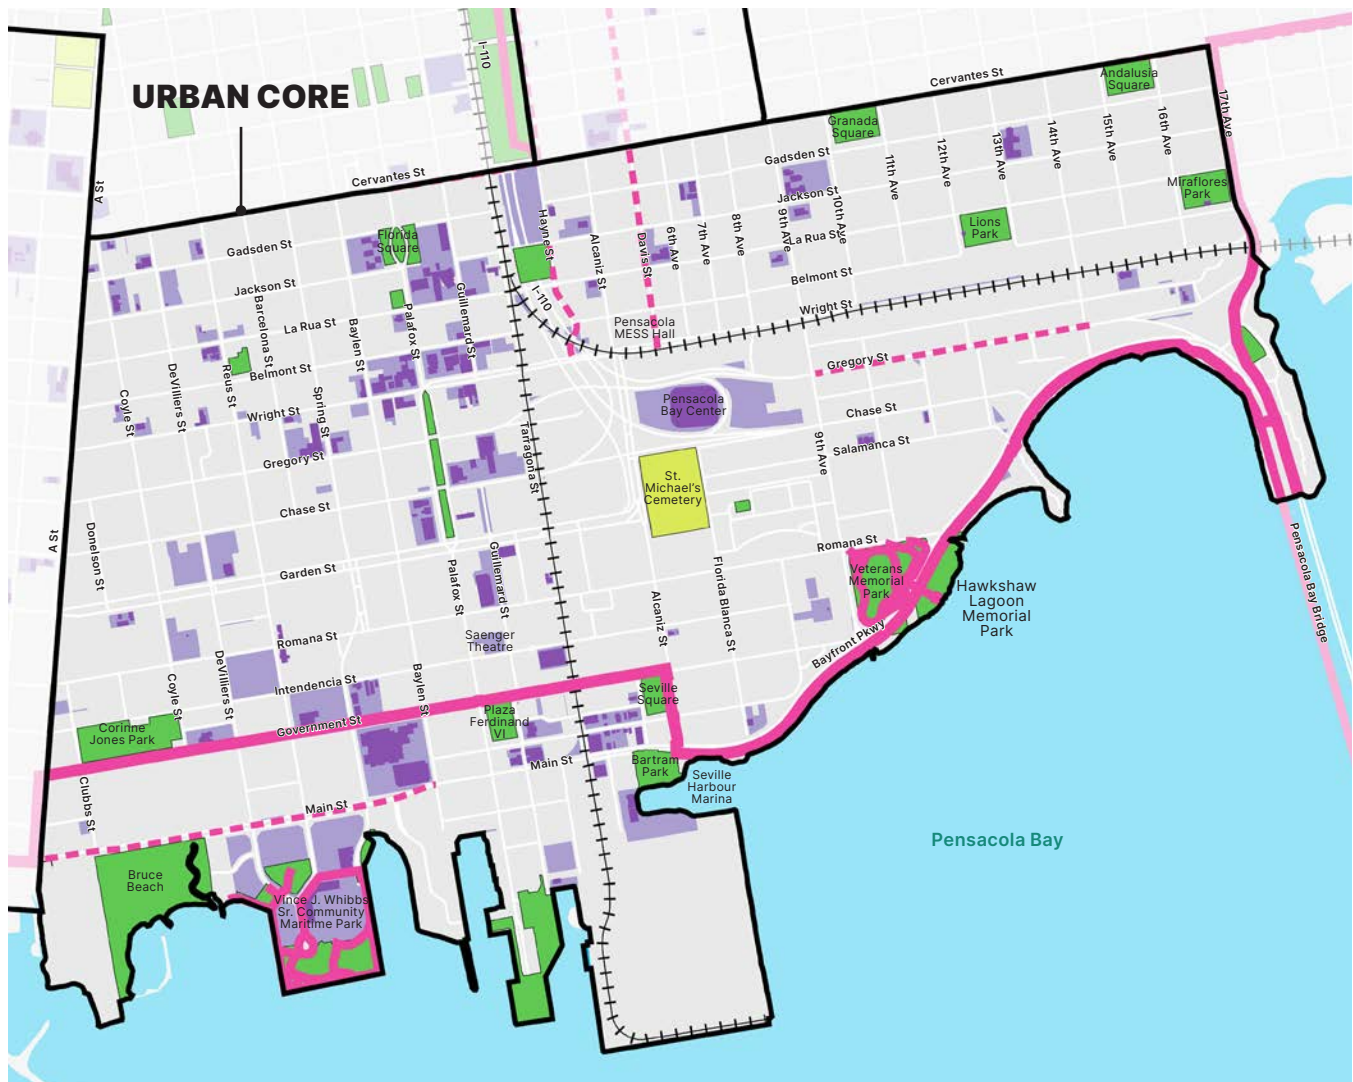 I-110
URBAN CORE
Cervantes St
Andalusia
Square
Granada
Square
17th Ave
16th Ave
15th Ave
14th Ave
13th Ave
12th Ave
11th Ave
Gadsden St
Cervantes St
A St
Jackson St
10th Ave
9th Ave
8th Ave
7th Ave
6th Ave
Miraflores
Park
Lions
Park
La Rua St
Florida
Square
Hayne St
Alcaniz St
Davis St
Gadsden St
Belmont St
Jackson St
I-110
Guillemard St
Palafox St
Baylen St
Barcelona St
La Rua St
Wright St
Pensacola
MESS Hall
Gregory St
Belmont St
Reus St
DeVilliers St
Coyle St
Spring St
Wright St
Pensacola
Bay Center
Chase St
Salamanca St
9th Ave
Tarragona St
Gregory St
St.
Michael's
Cemetery
Chase St
A St
Donelson St
Garden St
Palafox St
Guillemard St
Romana St
Veterans
Memorial
Park
Hawkshaw
Lagoon
Memorial
Park
Pensacola Bay Bridge
Florida Blanca St
Alcaniz St
Bayfront Pkwy
Saenger
Theatre
Romana St
DeVilliers St
Coyle St
Intendencia St
Baylen St
Seville
Square
Plaza
Ferdinand
VI
Government St
Corinne
Jones Park
Main St
Bartram
Park
Seville
Harbour
Marina
Clubbs St
Main St
Pensacola Bay
Bruce
Beach
Vince J. Whibbs
Sr. Community
Maritime Park